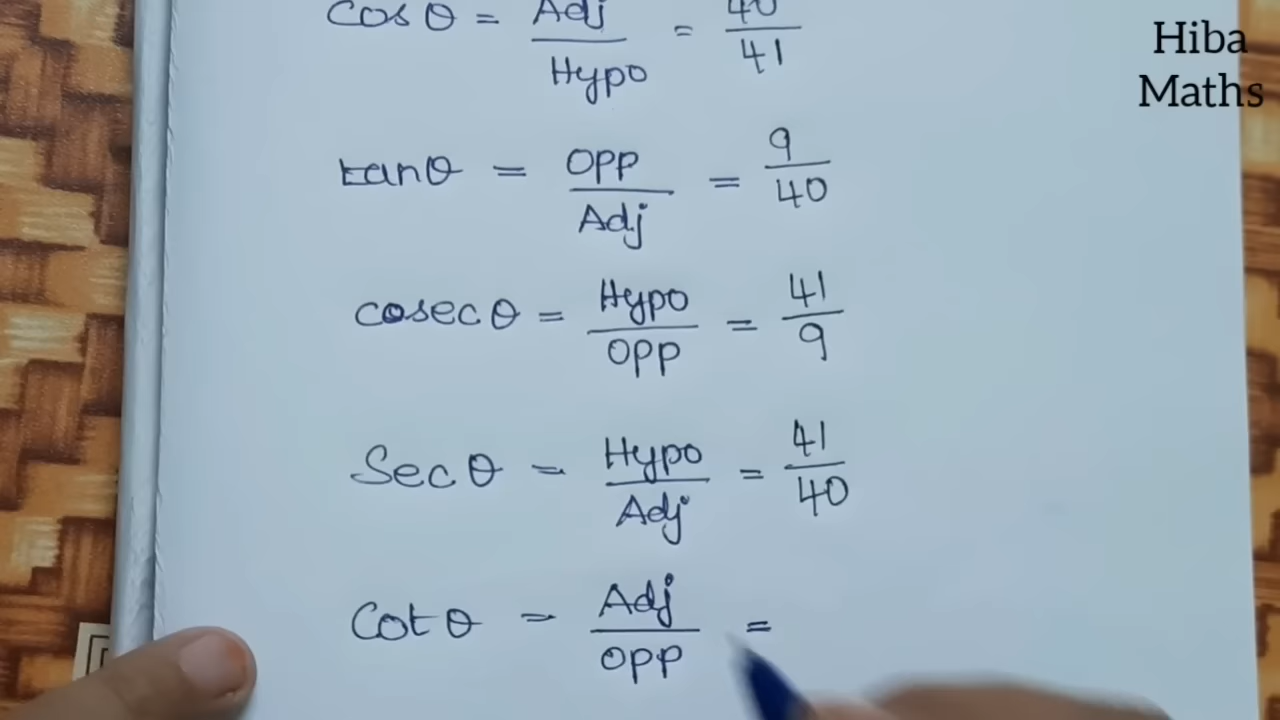 Cos θ = Adj / Hypo = 40 / 41
tanθ = OPP / Adj = 9 / 40
cosec θ = Hypo / OPP = 41 / 9
Sec θ = Hypo / Adj = 41 / 40
Cot θ = Adj / OPP =
Hiba
Maths